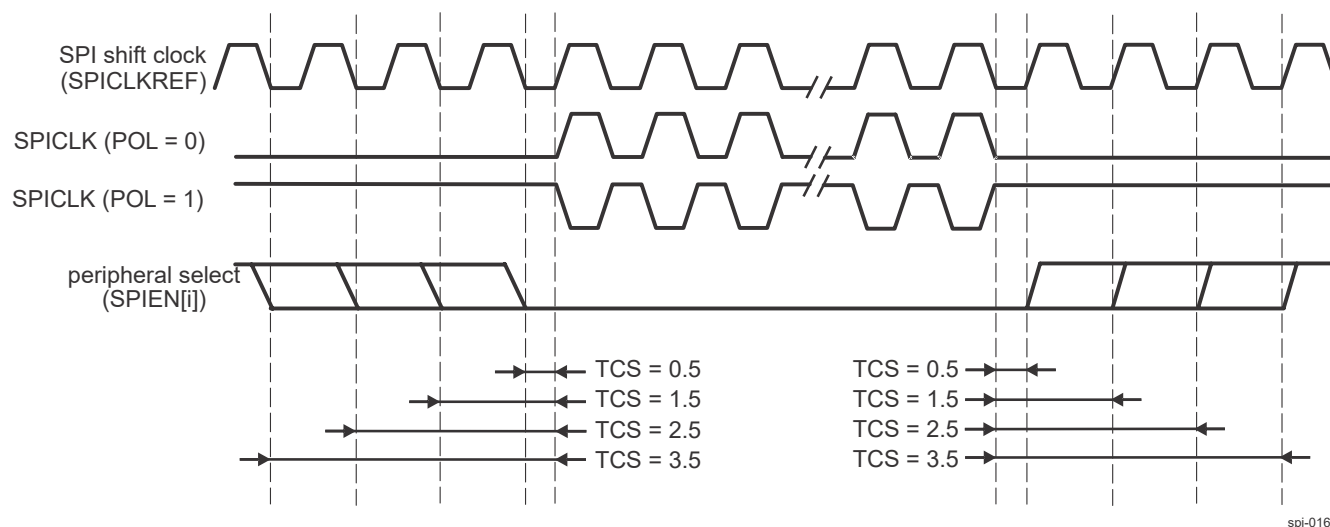 SPI shift clock
(SPICLKREF)
SPICLK (POL = 0)
SPICLK (POL = 1)
peripheral select
(SPIEN[i])
TCS = 0.5
TCS = 1.5
TCS = 2.5
TCS = 3.5
TCS = 0.5
TCS = 1.5
TCS = 2.5
TCS = 3.5
spi-016